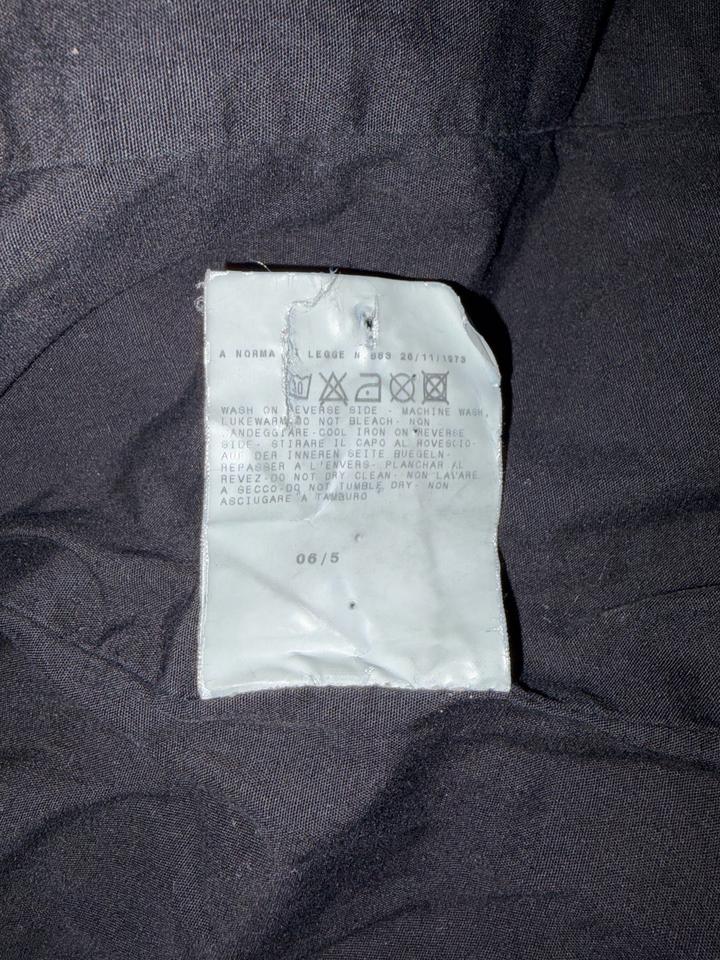 A NORMA DI LEGGE N.883 26/11/1973
30
WASH ON REVERSE SIDE - MACHINE WASH,
LUKEWARM-DO NOT BLEACH- NON
CANDEGGIARE-COOL IRON ON REVERSE
SIDE- STIRARE IL CAPO AL ROVESCIO-
AUF DER INNEREN SEITE BUEGELN-
REPASSER A L'ENVERS- PLANCHAR AL
REVEZ-DO NOT DRY CLEAN- NON LAVARE
A SECCO-DO NOT TUMBLE DRY- NON
ASCIUGARE A TAMBURO
06/5